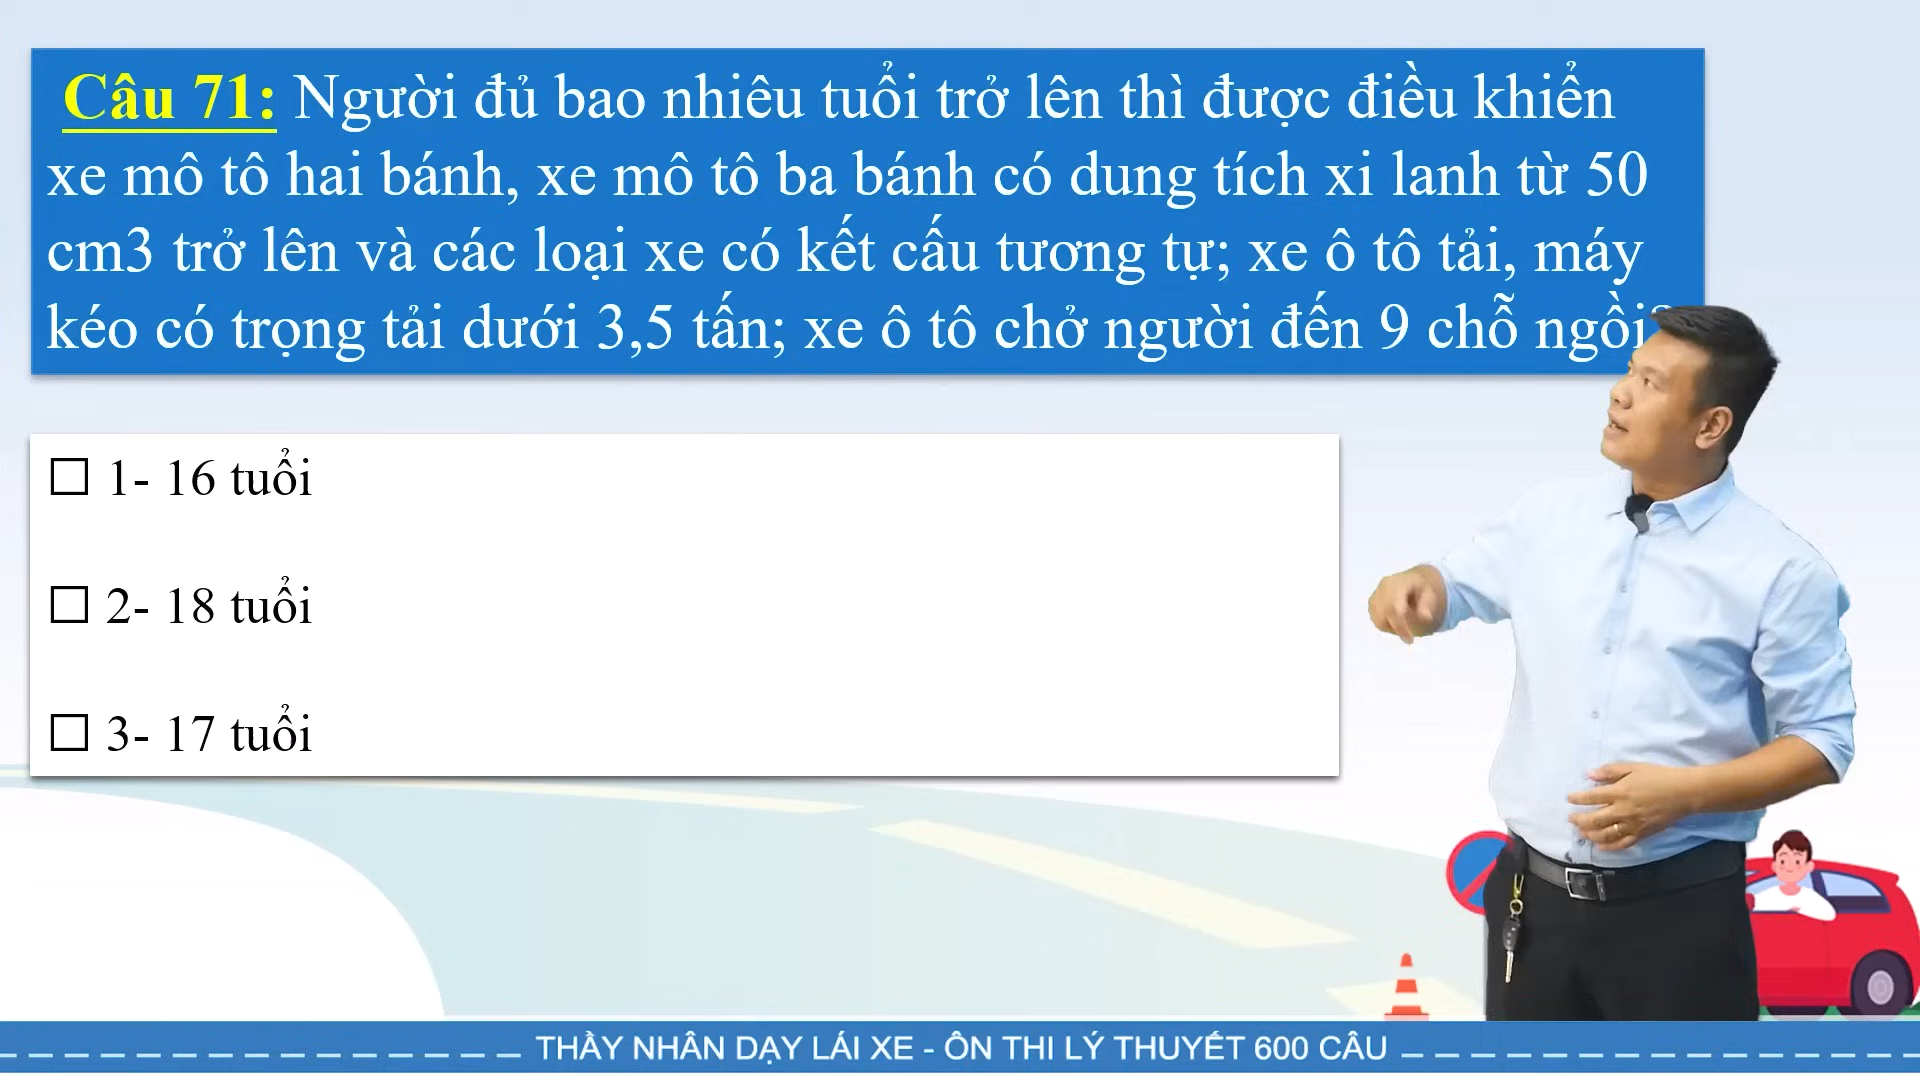 Câu 71: Người đủ bao nhiêu tuổi trở lên thì được điều khiển
xe mô tô hai bánh, xe mô tô ba bánh có dung tích xi lanh từ 50
cm3 trở lên và các loại xe có kết cấu tương tự; xe ô tô tải, máy
kéo có trọng tải dưới 3,5 tấn; xe ô tô chở người đến 9 chỗ ngồi?
☐ 1- 16 tuổi
☐ 2- 18 tuổi
☐ 3- 17 tuổi
THẦY NHÂN DẠY LÁI XE - ÔN THI LÝ THUYẾT 600 CÂU